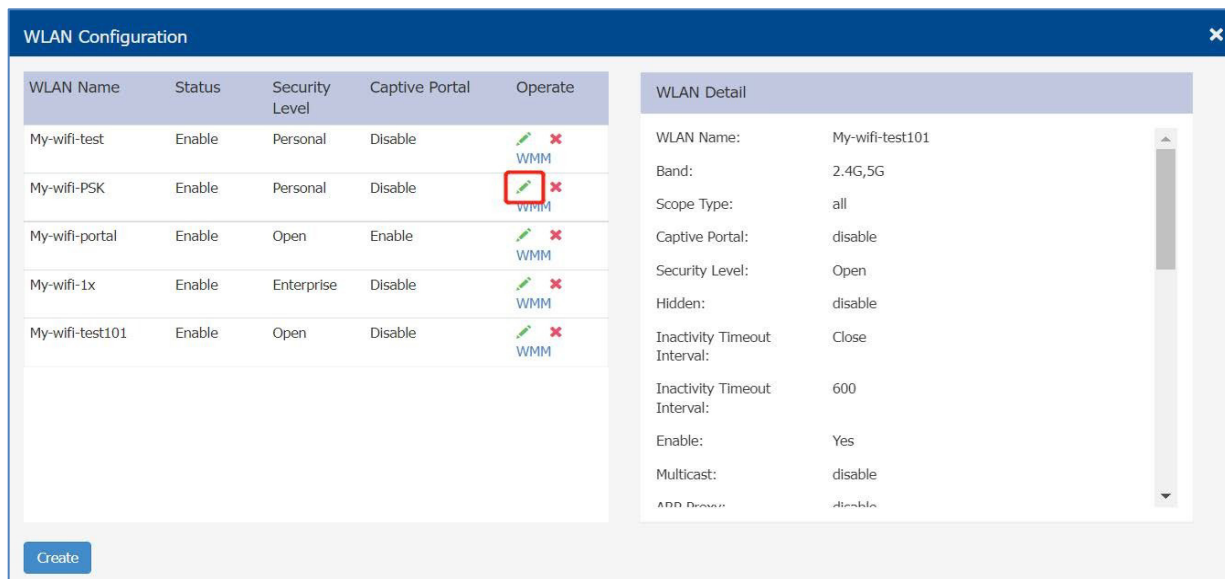 WLAN Configuration
WLAN Name Status Security Level Captive Portal Operate
My-wifi-test Enable Personal Disable
WMM
My-wifi-PSK Enable Personal Disable
WMM
My-wifi-portal Enable Open Enable
WMM
My-wifi-1x Enable Enterprise Disable
WMM
My-wifi-test101 Enable Open Disable
WMM
Create
WLAN Detail
WLAN Name: My-wifi-test101
Band: 2.4G,5G
Scope Type: all
Captive Portal: disable
Security Level: Open
Hidden: disable
Inactivity Timeout Close
Interval:
Inactivity Timeout 600
Interval:
Enable: Yes
Multicast: disable
ARP Proxy: disable